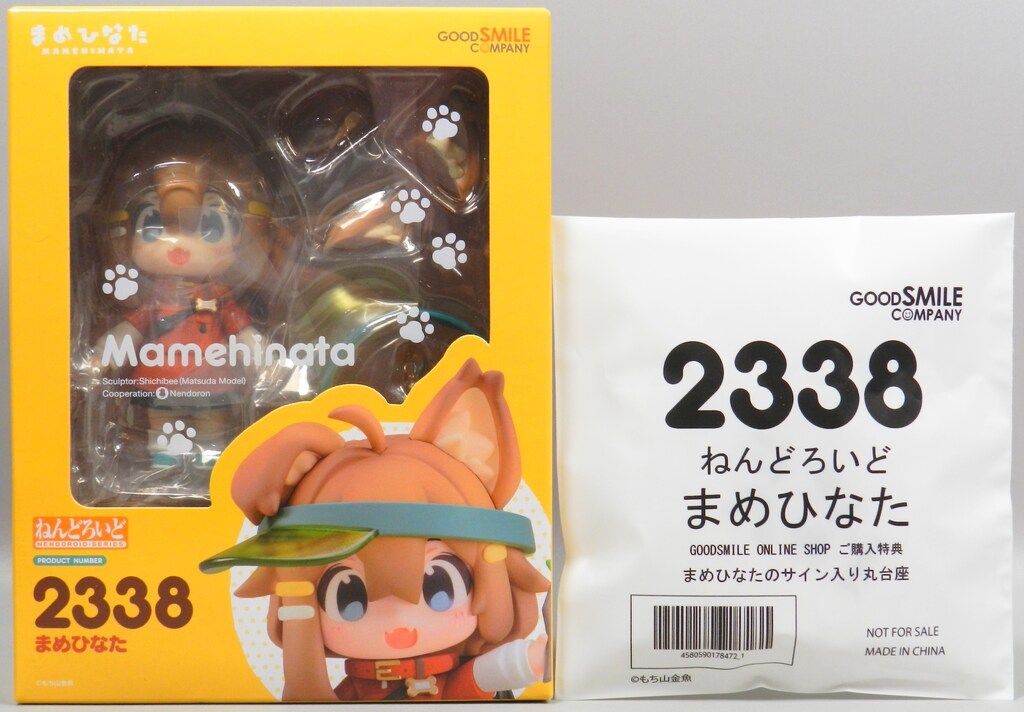 まめひなた
MAMEHINATA
GOODSMILE
COMPANY
Mamehinata
Sculptor:Shichibee(Matsuda Model)
Cooperation: Nendoron
ねんどろいど
NENDOROID-SERIES
PRODUCT NUMBER
2338
まめひなた
©もち山金魚
GOODSMILE
COMPANY
2338
ねんどろいど
まめひなた
GOODSMILE ONLINE SHOP ご購入特典
まめひなたのサイン入り丸台座
4580590178472_1
NOT FOR SALE
MADE IN CHINA
©もち山金魚